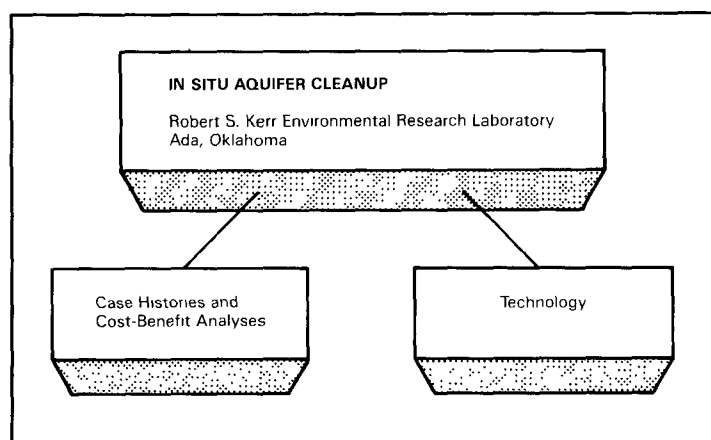 IN SITU AQUIFER CLEANUP
Robert S. Kerr Environmental Research Laboratory
Ada, Oklahoma
Case Histories and
Cost-Benefit Analyses
Technology